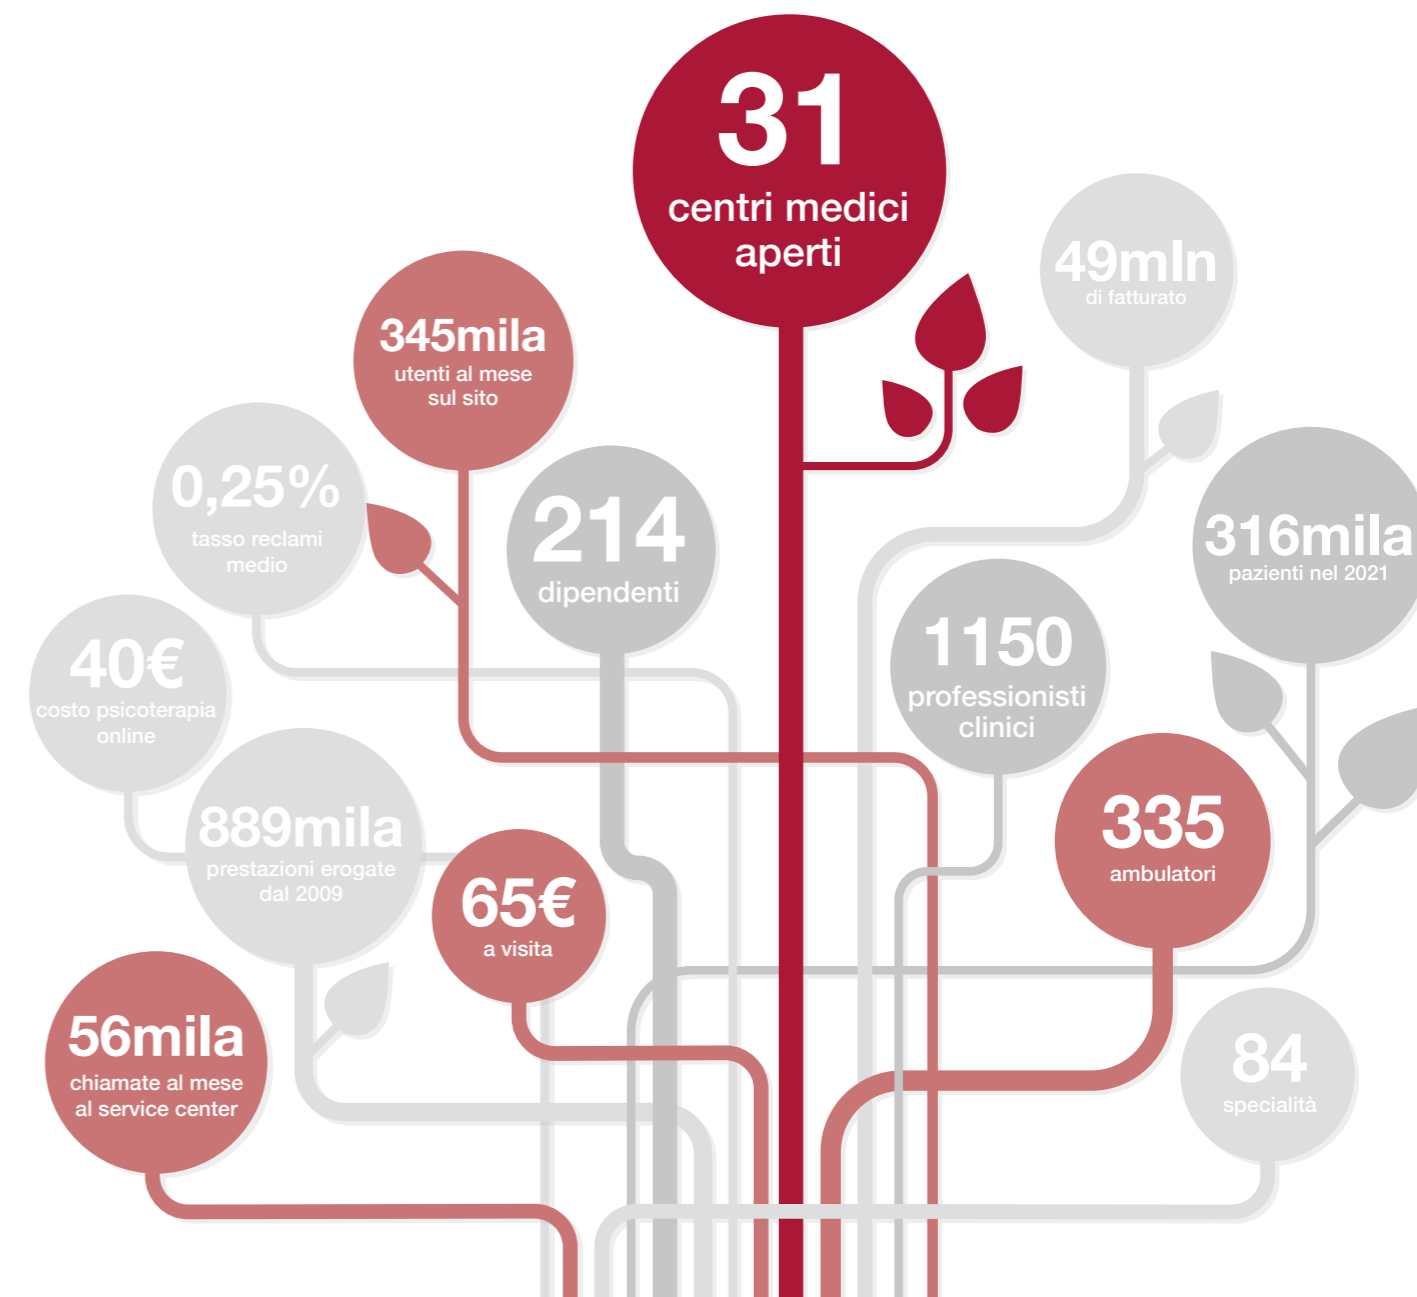 31
centri medici
aperti
49mln
di fatturato
345mila
utenti al mese
sul sito
0,25%
tasso reclami
medio
214
dipendenti
316mila
pazienti nel 2021
40€
costo psicoterapia
online
1150
professionisti
clinici
889mila
prestazioni erogate
dal 2009
65€
a visita
335
ambulatori
56mila
chiamate al mese
al service center
84
specialità